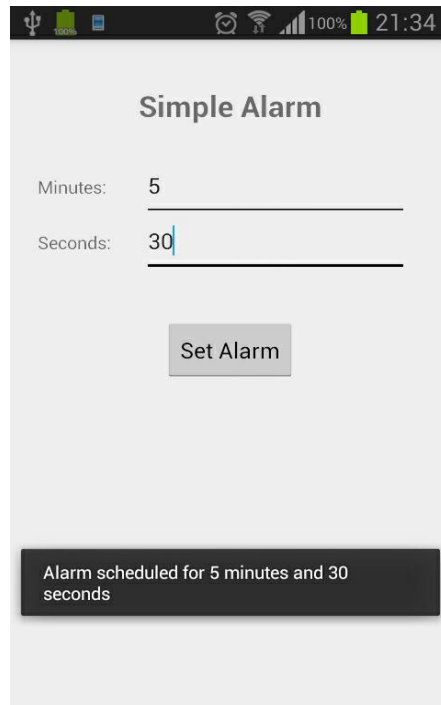 100%
100%
21:34
Simple Alarm
Minutes:
5
Seconds:
30
Set Alarm
Alarm scheduled for 5 minutes and 30
seconds